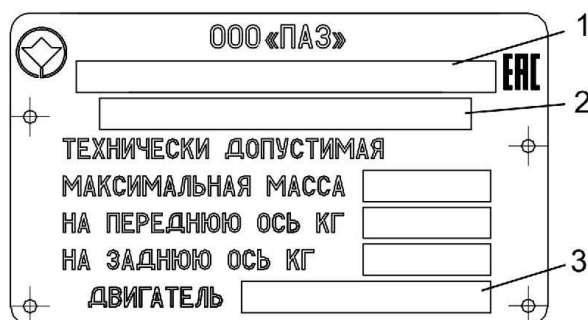 ООО «ПАЗ»
1
ЕАС
2
ТЕХНИЧЕСКИ ДОПУСТИМАЯ
МАКСИМАЛЬНАЯ МАССА
НА ПЕРЕДНЮЮ ОСЬ КГ
НА ЗАДНЮЮ ОСЬ КГ
3
ДВИГАТЕЛЬ